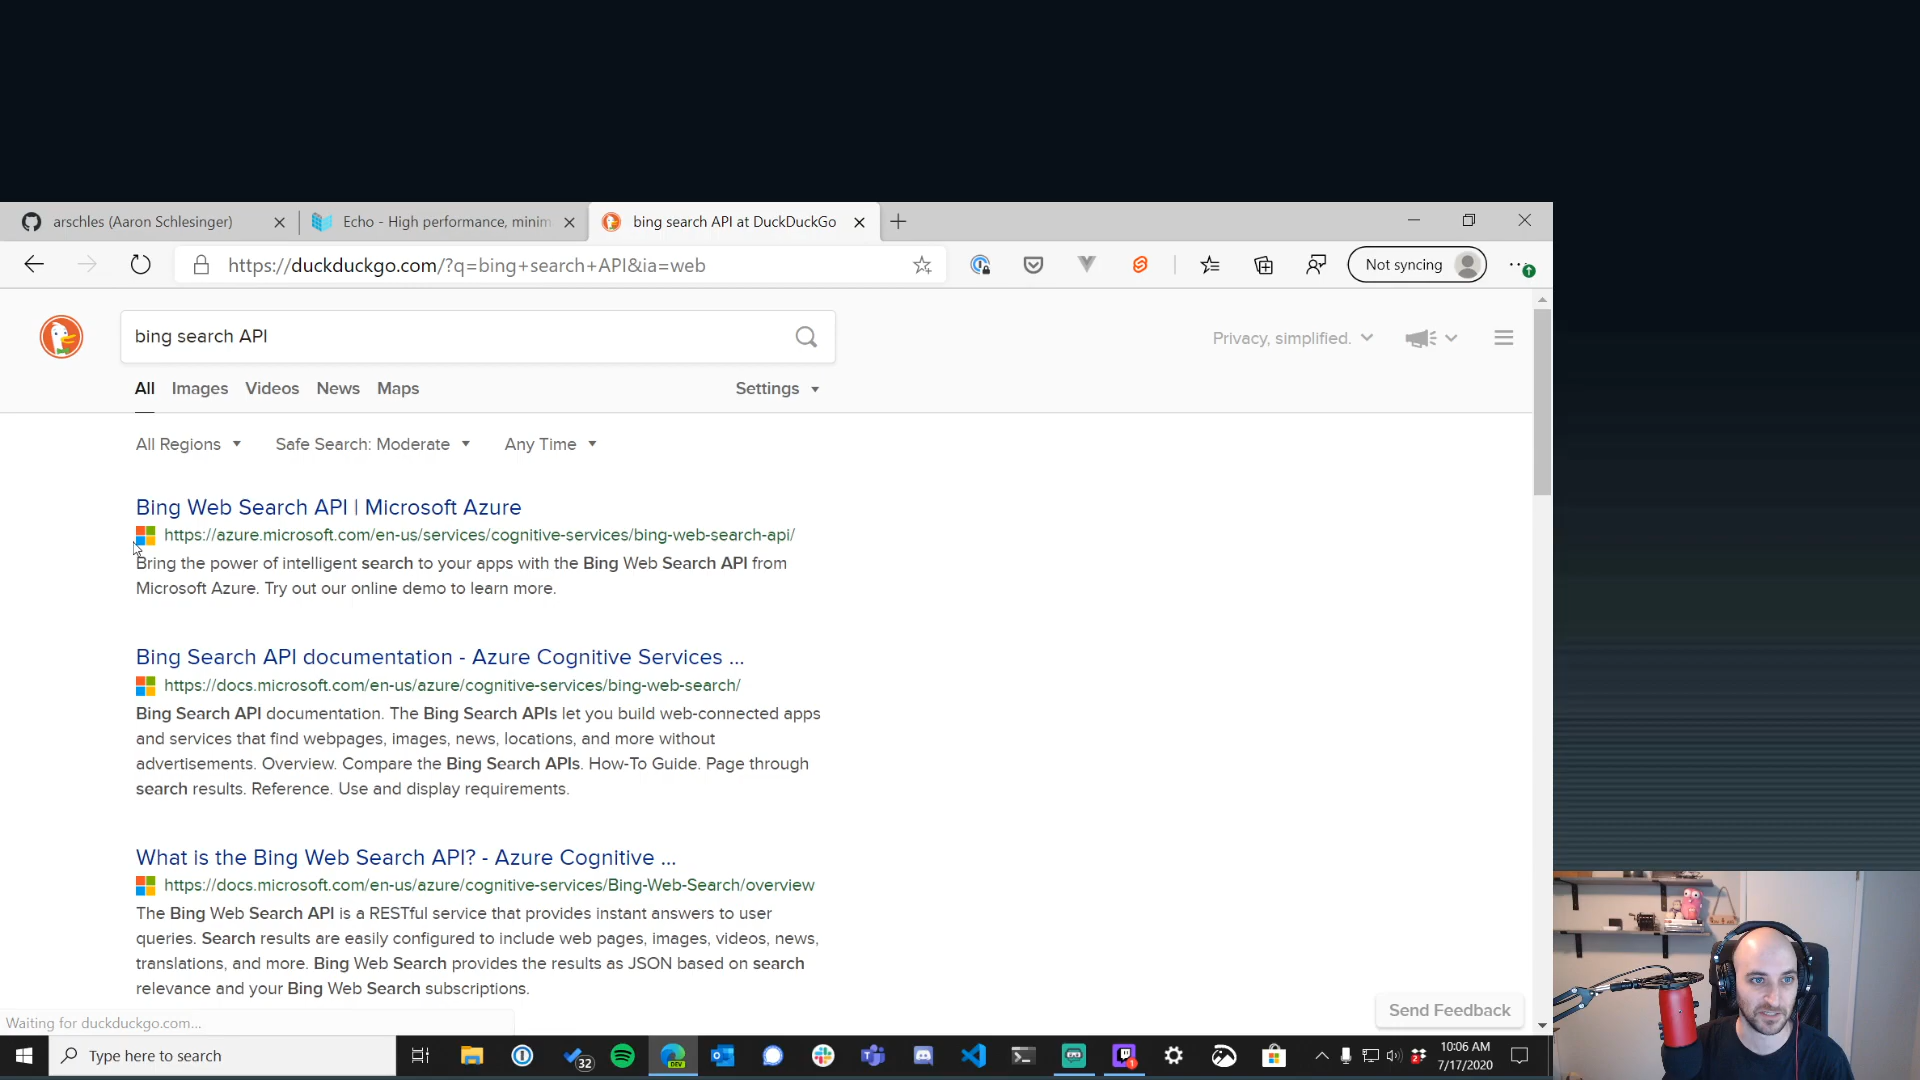 arschles (Aaron Schlesinger)
Echo - High performance, minim
bing search API at DuckDuckGo
https://duckduckgo.com/?q=bing+search+API&ia=web
Not syncing
bing search API
Privacy, simplified.
All Images Videos News Maps
Settings
All Regions
Safe Search: Moderate
Any Time
Bing Web Search API | Microsoft Azure
https://azure.microsoft.com/en-us/services/cognitive-services/bing-web-search-api/
Bring the power of intelligent search to your apps with the Bing Web Search API from
Microsoft Azure. Try out our online demo to learn more.
Bing Search API documentation - Azure Cognitive Services ...
https://docs.microsoft.com/en-us/azure/cognitive-services/bing-web-search/
Bing Search API documentation. The Bing Search APIs let you build web-connected apps
and services that find webpages, images, news, locations, and more without
advertisements. Overview. Compare the Bing Search APIs. How-To Guide. Page through
search results. Reference. Use and display requirements.
What is the Bing Web Search API? - Azure Cognitive ...
https://docs.microsoft.com/en-us/azure/cognitive-services/Bing-Web-Search/overview
The Bing Web Search API is a RESTful service that provides instant answers to user
queries. Search results are easily configured to include web pages, images, videos, news,
translations, and more. Bing Web Search provides the results as JSON based on search
relevance and your Bing Web Search subscriptions.
Send Feedback
Waiting for duckduckgo.com...
Type here to search
32
DEV
1
10:06 AM
7/17/2020